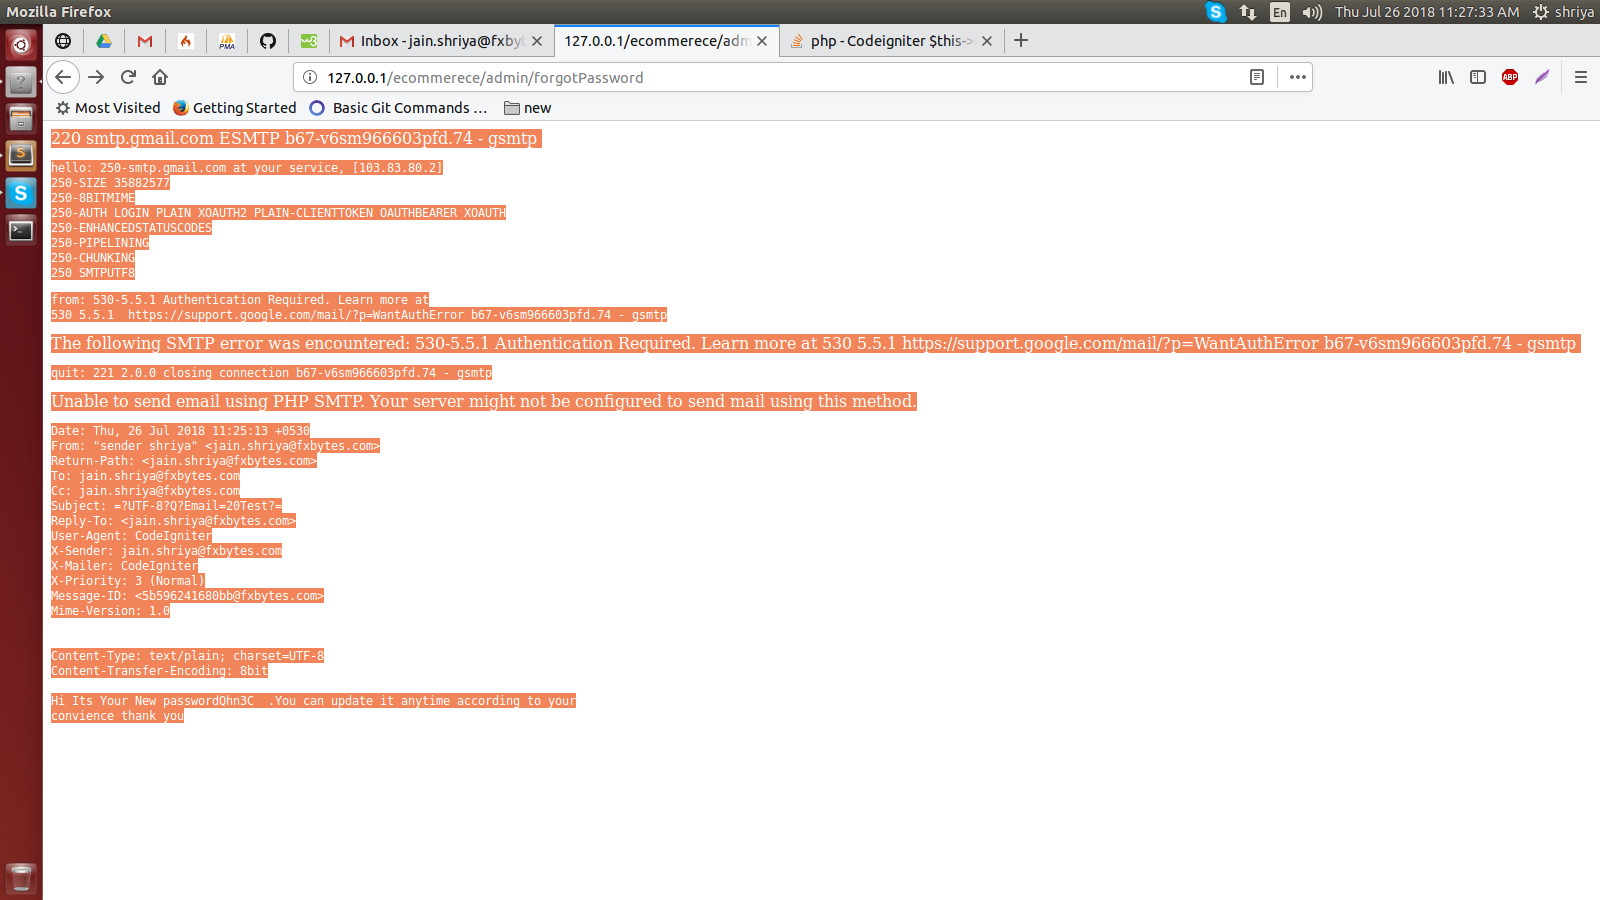 Mozilla Firefox
En
Thu Jul 26 2018 11:27:33 AM
shriya
PMA
w3
Inbox - jain.shriya@fxbyt
127.0.0.1/ecommerece/adm
php - Codeigniter $this->
127.0.0.1/ecommerece/admin/forgotPassword
ABP
Most Visited
Getting Started
Basic Git Commands ...
new
220 smtp.gmail.com ESMTP b67-v6sm966603pfd.74 - gsmtp
hello: 250-smtp.gmail.com at your service, [103.83.80.2]
250-SIZE 35882577
250-8BITMIME
250-AUTH LOGIN PLAIN XOAUTH2 PLAIN-CLIENTTOKEN OAUTHBEARER XOAUTH
250-ENHANCEDSTATUSCODES
250-PIPELINING
250-CHUNKING
250 SMTPUTF8
from: 530-5.5.1 Authentication Required. Learn more at
530 5.5.1  https://support.google.com/mail/?p=WantAuthError b67-v6sm966603pfd.74 - gsmtp
The following SMTP error was encountered: 530-5.5.1 Authentication Required. Learn more at 530 5.5.1 https://support.google.com/mail/?p=WantAuthError b67-v6sm966603pfd.74 - gsmtp
quit: 221 2.0.0 closing connection b67-v6sm966603pfd.74 - gsmtp
Unable to send email using PHP SMTP. Your server might not be configured to send mail using this method.
Date: Thu, 26 Jul 2018 11:25:13 +0530
From: "sender shriya" <jain.shriya@fxbytes.com>
Return-Path: <jain.shriya@fxbytes.com>
To: jain.shriya@fxbytes.com
Cc: jain.shriya@fxbytes.com
Subject: =?UTF-8?Q?Email=20Test?=
Reply-To: <jain.shriya@fxbytes.com>
User-Agent: CodeIgniter
X-Sender: jain.shriya@fxbytes.com
X-Mailer: CodeIgniter
X-Priority: 3 (Normal)
Message-ID: <5b596241680bb@fxbytes.com>
Mime-Version: 1.0
Content-Type: text/plain; charset=UTF-8
Content-Transfer-Encoding: 8bit
Hi Its Your New passwordQhn3C  .You can update it anytime according to your
convience thank you